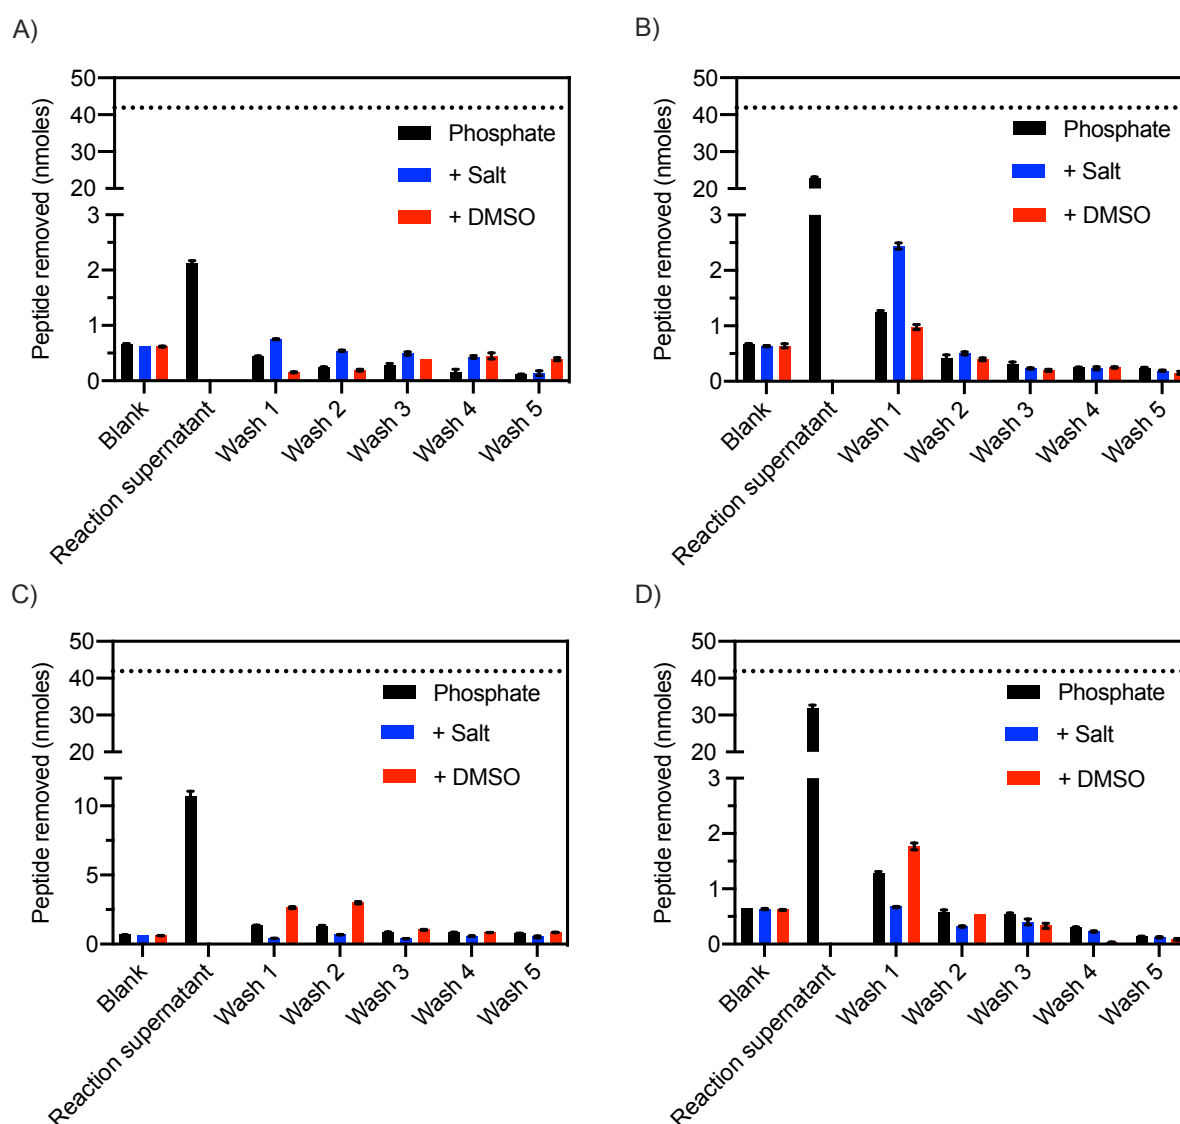 A)
Peptide removed (nmoles)
50
40
30
20
3
2
1
0
Phosphate
+ Salt
+ DMSO
Blank
Reaction supernatant
Wash 1
Wash 2
Wash 3
Wash 4
Wash 5
B)
Peptide removed (nmoles)
50
40
30
20
3
2
1
0
Phosphate
+ Salt
+ DMSO
Blank
Reaction supernatant
Wash 1
Wash 2
Wash 3
Wash 4
Wash 5
C)
Peptide removed (nmoles)
50
40
30
20
10
5
0
Phosphate
+ Salt
+ DMSO
Blank
Reaction supernatant
Wash 1
Wash 2
Wash 3
Wash 4
Wash 5
D)
Peptide removed (nmoles)
50
40
30
20
3
2
1
0
Phosphate
+ Salt
+ DMSO
Blank
Reaction supernatant
Wash 1
Wash 2
Wash 3
Wash 4
Wash 5